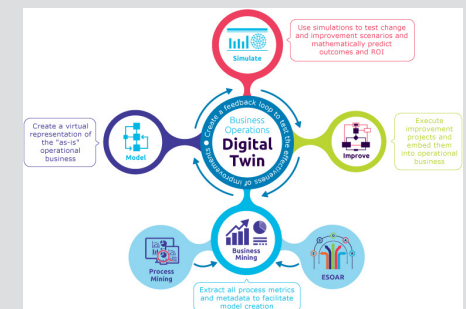 Use simulations to test change
and improvement scenarios and
mathematically predict
outcomes and ROI
Simulate
Create a feedback loop to test the effectiveness of improvements
Business
Operations
Digital
Twin
Create a virtual
representation of
the "as-is"
operational
business
Model
Improve
Execute
improvement
projects and
embed them
into operational
business
Business
Mining
Process
Mining
ESOAR
Extract all process metrics
and metadata to facilitate
model creation